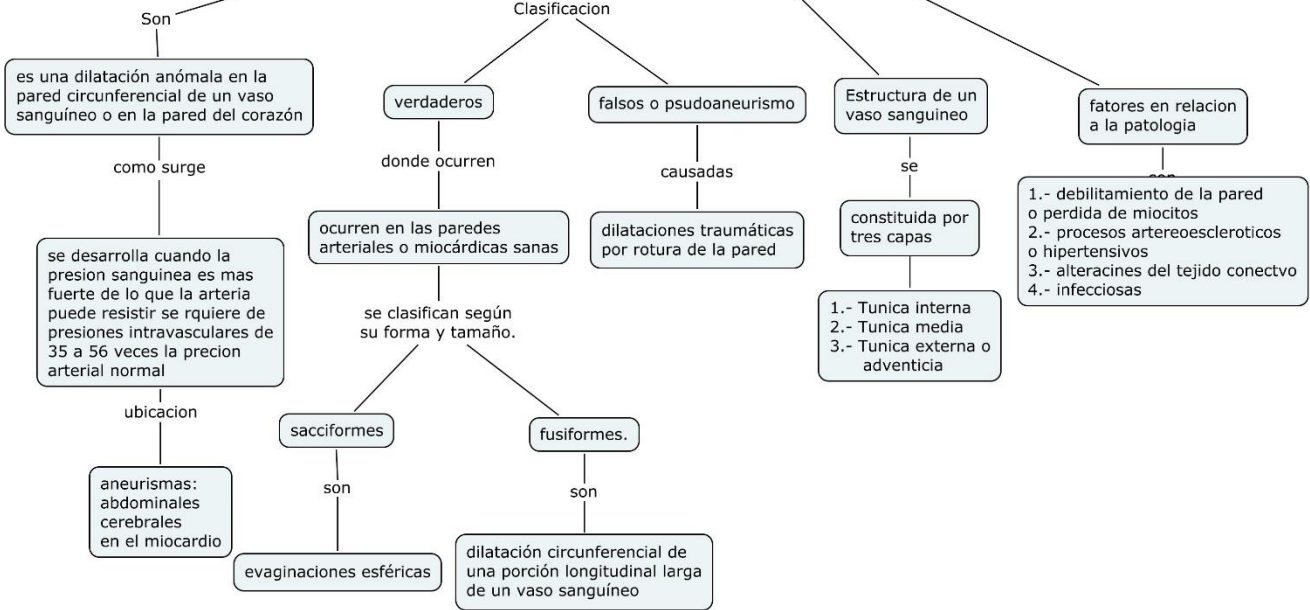 Son
es una dilatación anómala en la
pared circunferencial de un vaso
sanguíneo o en la pared del corazón
como surge
se desarrolla cuando la
presion sanguinea es mas
fuerte de lo que la arteria
puede resistir se rquiere de
presiones intravasculares de
35 a 56 veces la precion
arterial normal
ubicacion
aneurismas:
abdominales
cerebrales
en el miocardio
Clasificacion
verdaderos
donde ocurren
ocurren en las paredes
arteriales o miocárdicas sanas
se clasifican según
su forma y tamaño.
sacciformes
son
evaginaciones esféricas
fusiformes.
son
dilatación circunferencial de
una porción longitudinal larga
de un vaso sanguíneo
falsos o psudoaneurismo
causadas
dilataciones traumáticas
por rotura de la pared
Estructura de un
vaso sanguineo
se
constituida por
tres capas
1.- Tunica interna
2.- Tunica media
3.- Tunica externa o
adventicia
fatores en relacion
a la patologia
son
1.- debilitamiento de la pared
o perdida de miocitos
2.- procesos artereoescleroticos
o hipertensivos
3.- alteracines del tejido conectvo
4.- infecciosas